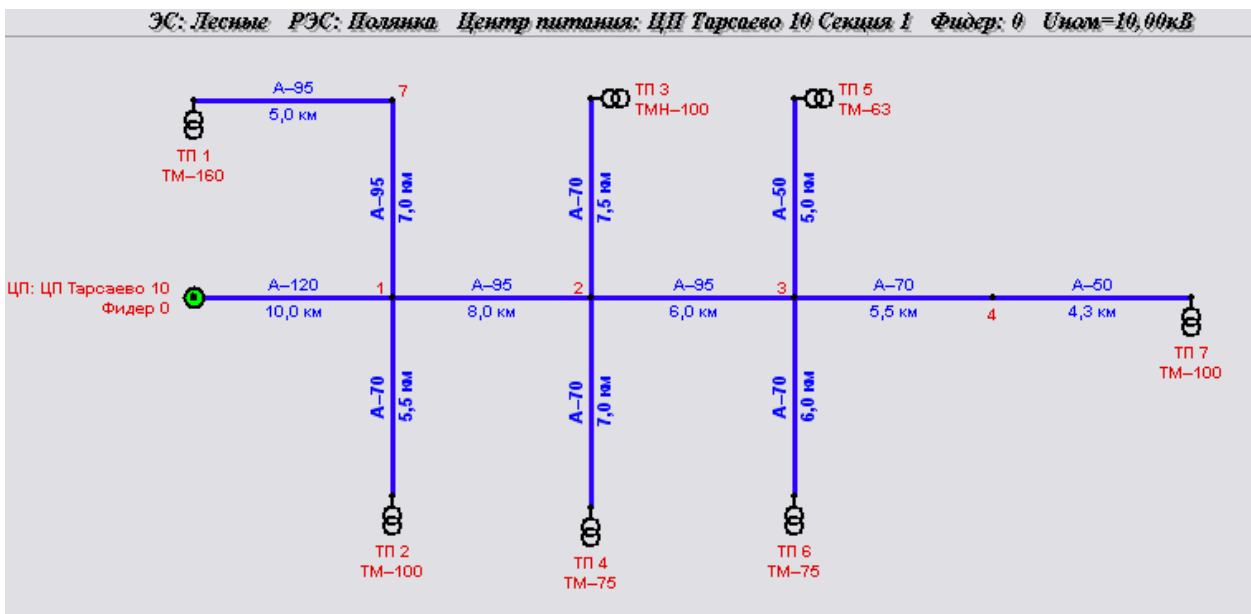 ЭС: Лесные РЭС: Полянка Центр питания: ЦП Тарсаево 10 Секция 1 Фидер: 0 Uном=10,00кВ
А–95
7
5,0 км
ТП 1
ТМ–160
ТП 3
ТМН–100
ТП 5
ТМ–63
А–95
7,0 км
А–70
7,5 км
А–50
5,0 км
ЦП: ЦП Тарсаево 10
Фидер 0
А–120
10,0 км
1
А–95
8,0 км
2
А–95
6,0 км
3
А–70
5,5 км
4
А–50
4,3 км
ТП 7
ТМ–100
А–70
5,5 км
А–70
7,0 км
А–70
6,0 км
ТП 2
ТМ–100
ТП 4
ТМ–75
ТП 6
ТМ–75